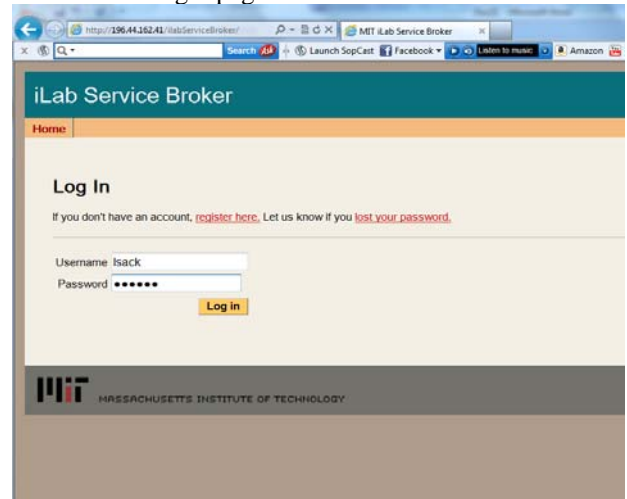 http://196.44.162.41/ilabServiceBroker/ MIT iLab Service Broker
Search Launch SopCast Facebook Listen to music Amazon
iLab Service Broker
Home
Log In
If you don't have an account, register here. Let us know if you lost your password.
Username Isack
Password ••••••
Log in
MIT MASSACHUSETTS INSTITUTE OF TECHNOLOGY